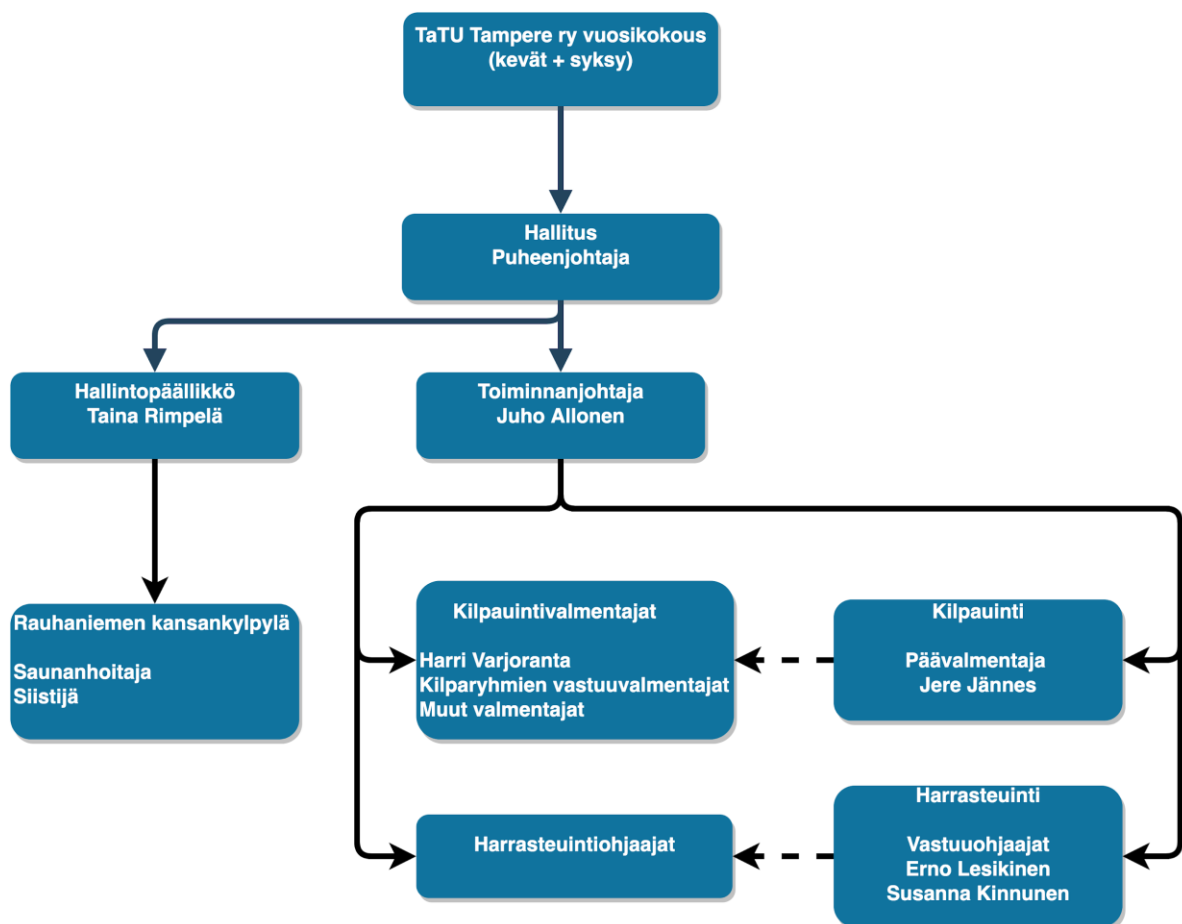 TaTU Tampere ry vuosikokous
(kevät + syksy)
Hallitus
Puheenjohtaja
Hallintopäällikkö
Taina Rimpelä
Toiminnanjohtaja
Juho Allonen
Rauhaniemen kansankylpylä
Saunanhoitaja
Siistijä
Kilpauintivalmentajat
Harri Varjoranta
Kilparyhmien vastuuvalmentajat
Muut valmentajat
Kilpauinti
Päävalmentaja
Jere Jännes
Harrasteuintiohjaajat
Harrasteuinti
Vastuuohjaajat
Erno Lesikinen
Susanna Kinnunen